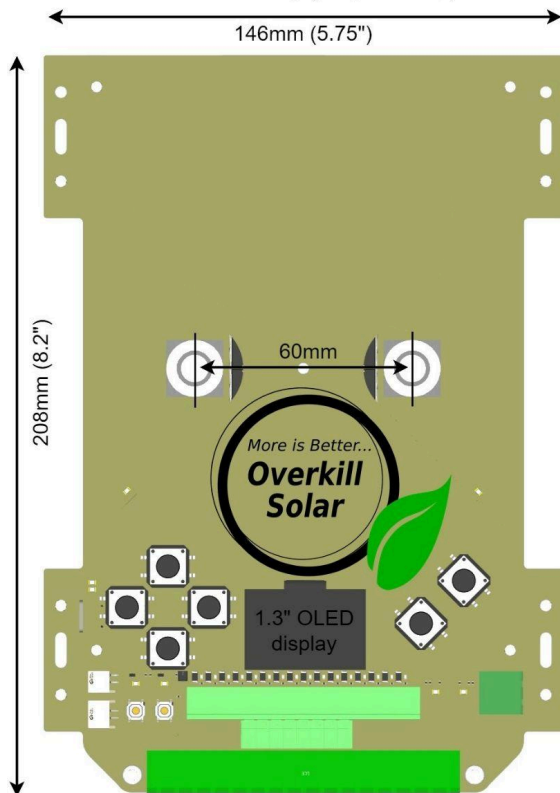 146mm (5.75")
208mm (8.2")
60mm
More is Better...
Overkill
Solar
1.3" OLED
display